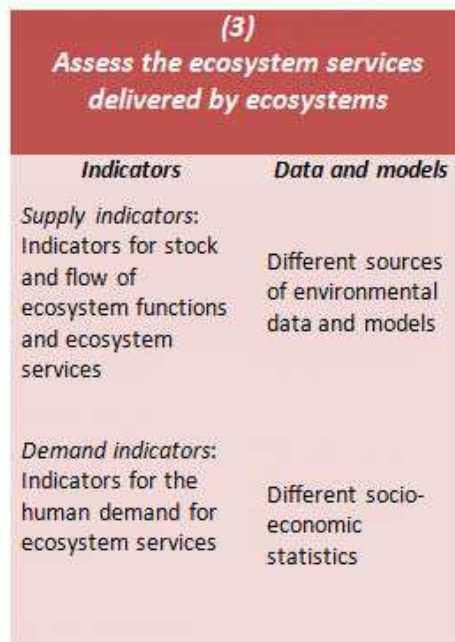 (3)
Assess the ecosystem services
delivered by ecosystems
Indicators
Data and models
Supply indicators:
Indicators for stock
and flow of
ecosystem functions
and ecosystem
services
Different sources
of environmental
data and models
Demand indicators:
Indicators for the
human demand for
ecosystem services
Different socio-
economic
statistics